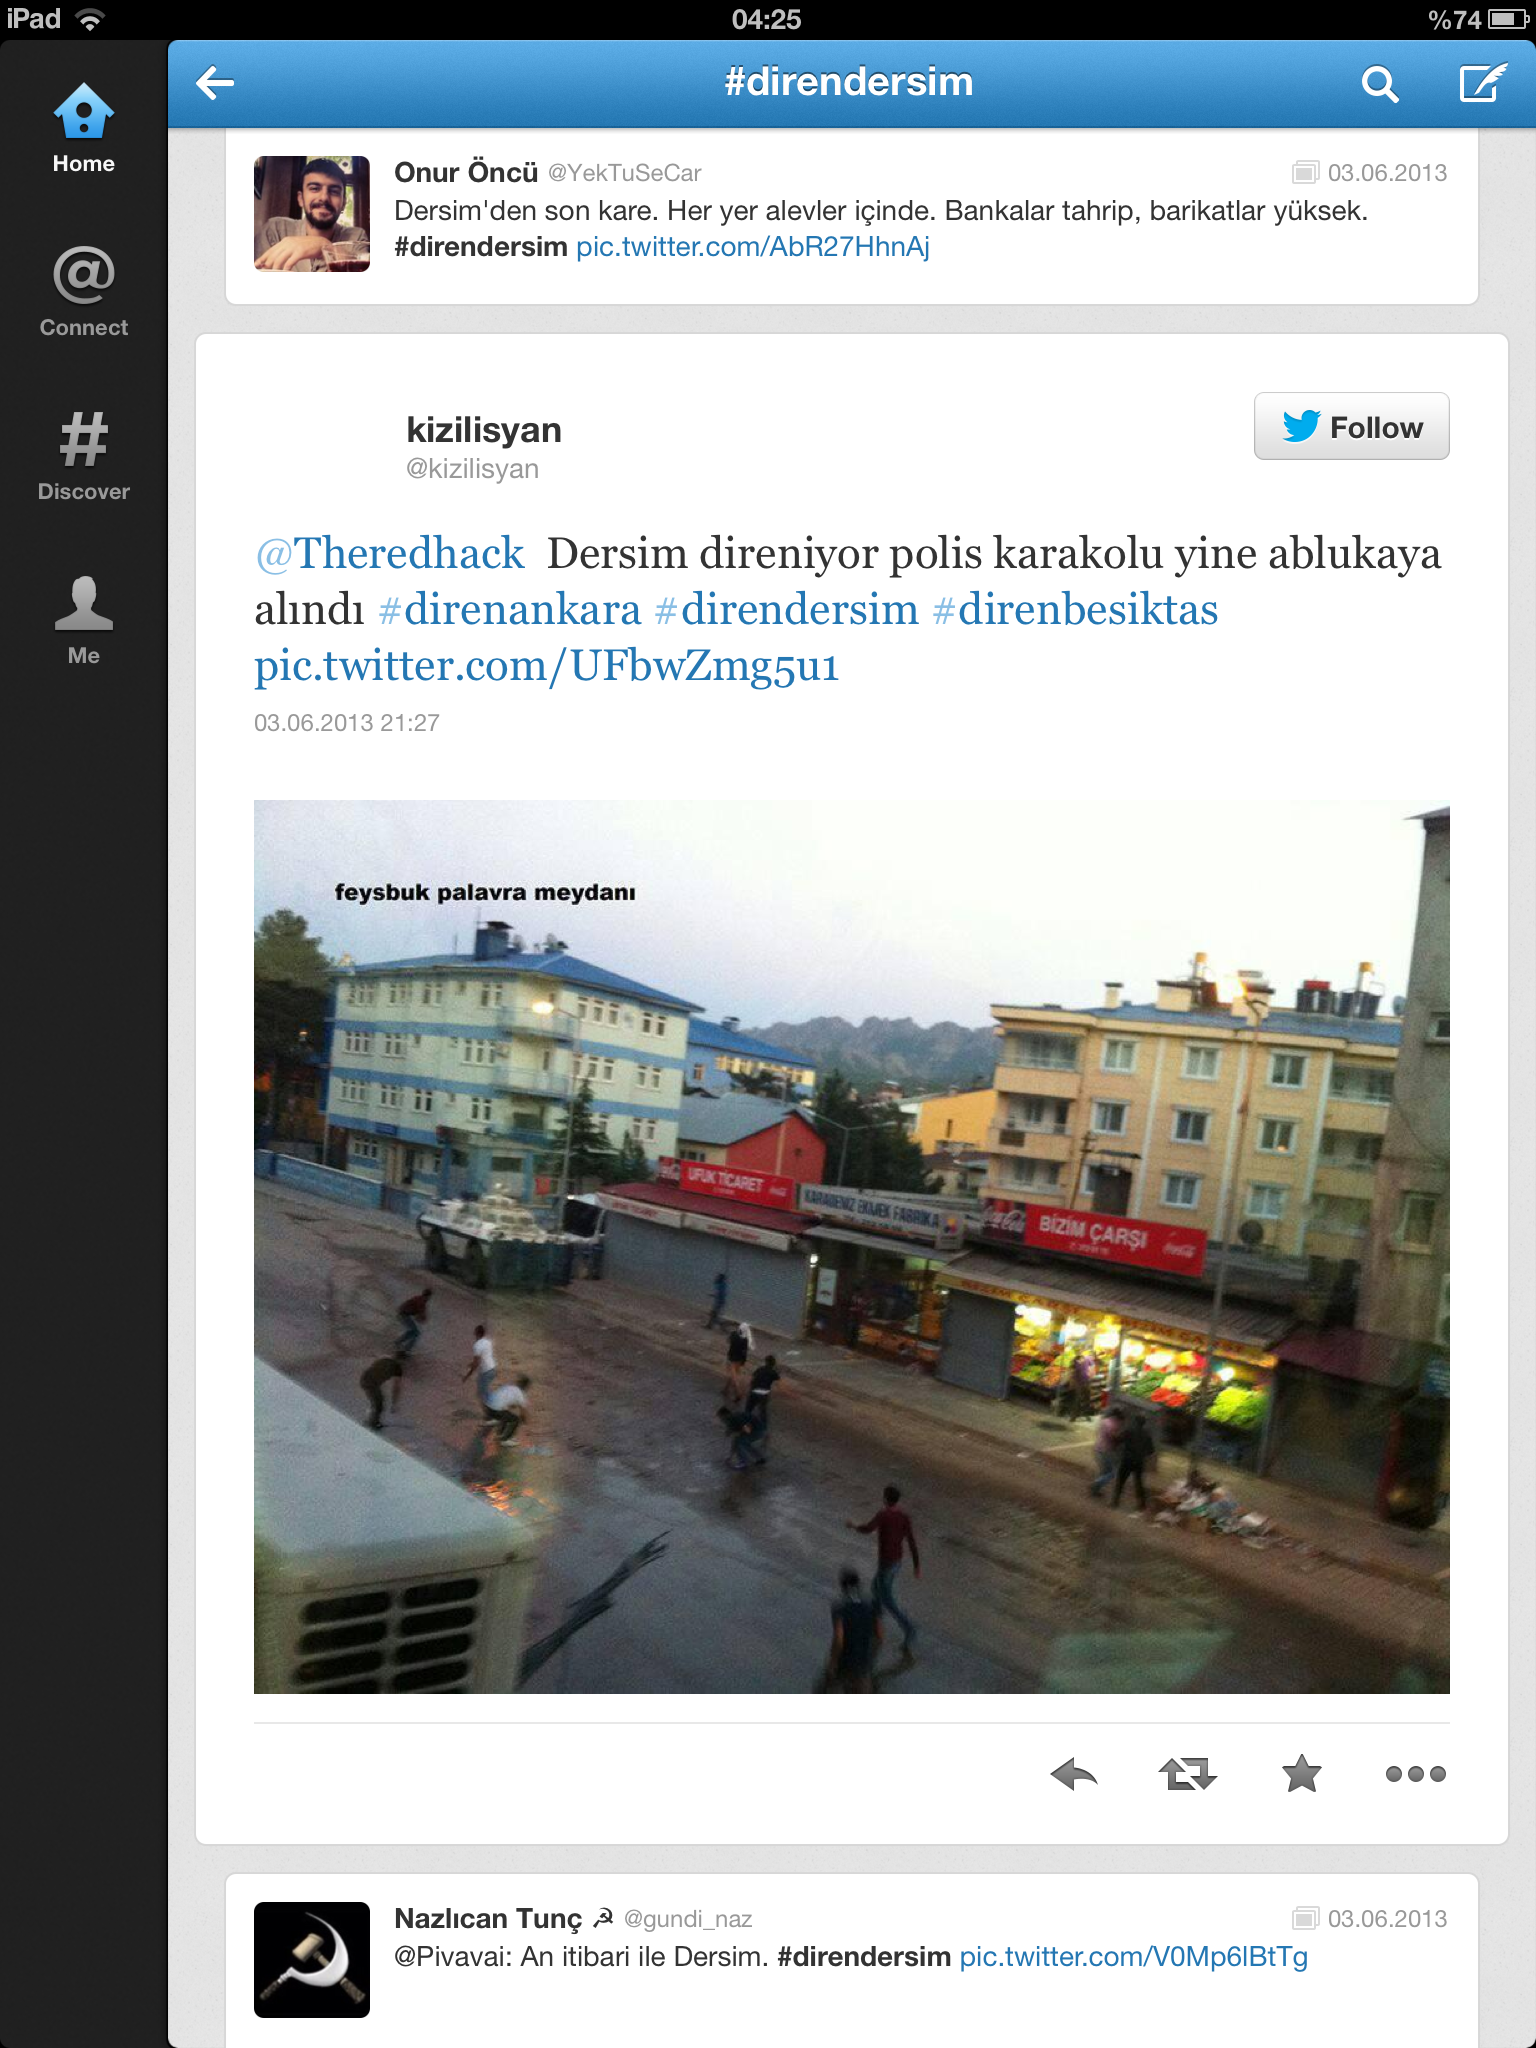 iPad 04:25 %74
#direndersim
Home
Connect
Discover
Me
Onur Öncü @YekTuSeCar 03.06.2013
Dersim'den son kare. Her yer alevler içinde. Bankalar tahrip, barikatlar yüksek.
#direndersim pic.twitter.com/AbR27HhnAj
kizilisyan
@kizilisyan
Follow
@Theredhack Dersim direniyor polis karakolu yine ablukaya
alındı #direnankara #direndersim #direnbesiktas
pic.twitter.com/UFbwZmg5u1
03.06.2013 21:27
feysbuk palavra meydanı
UFUK TİCARET
KARADENİZ EKMEK FABRİKA
Coca-Cola BİZİM ÇARŞI Coca-Cola
Nazlıcan Tunç ☭ @gundi_naz 03.06.2013
@Pivavai: An itibari ile Dersim. #direndersim pic.twitter.com/V0Mp6lBtTg